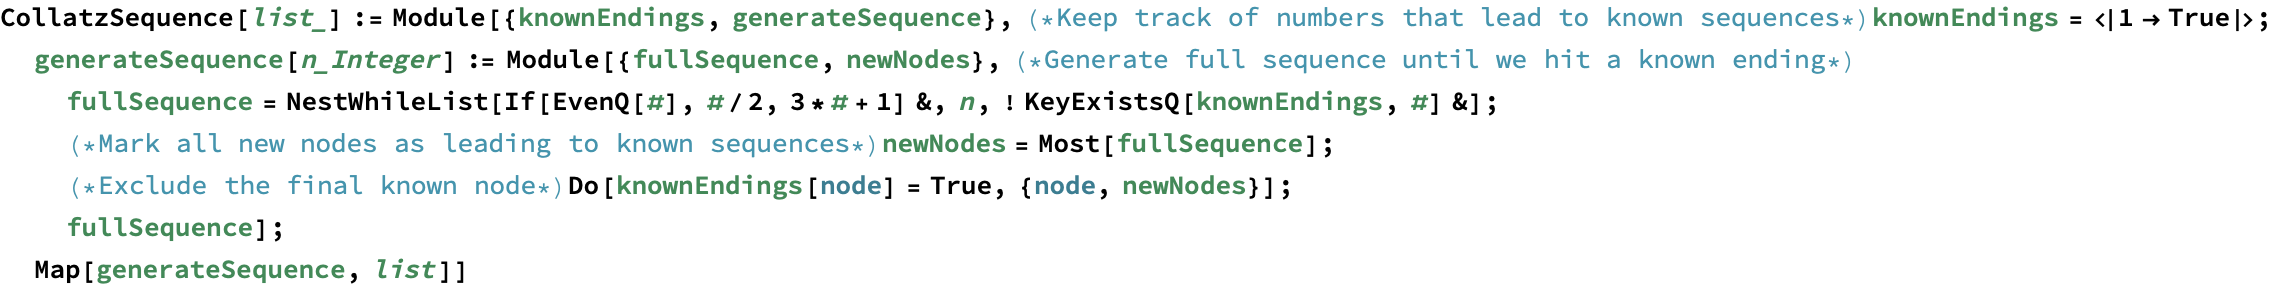 CollatzSequence[list_] := Module[{knownEndings, generateSequence}, (*Keep track of numbers that lead to known sequences*)knownEndings = <|1 → True|>;
generateSequence[n_Integer] := Module[{fullSequence, newNodes}, (*Generate full sequence until we hit a known ending*)
fullSequence = NestWhileList[If[EvenQ[#], # / 2, 3 * # + 1] &, n, ! KeyExistsQ[knownEndings, #] &];
(*Mark all new nodes as leading to known sequences*)newNodes = Most[fullSequence];
(*Exclude the final known node*)Do[knownEndings[node] = True, {node, newNodes}];
fullSequence];
Map[generateSequence, list]]